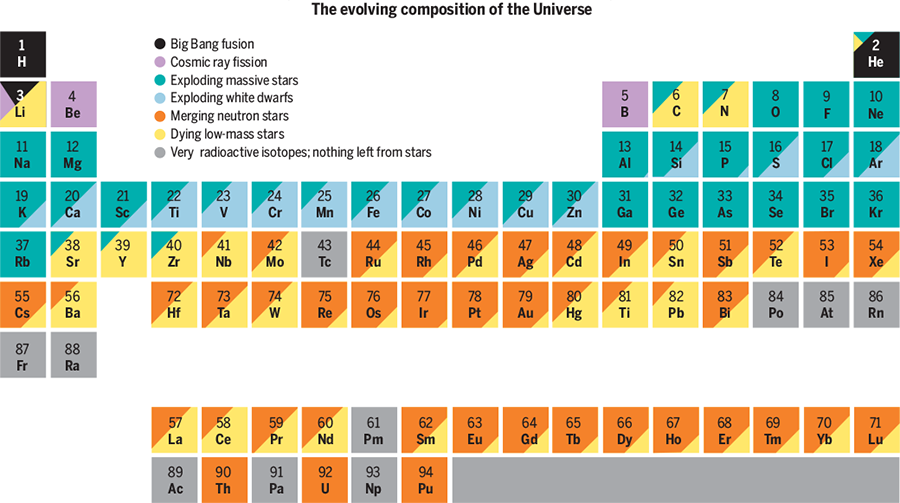 The evolving composition of the Universe
1
H
2
He
Big Bang fusion
Cosmic ray fission
Exploding massive stars
Exploding white dwarfs
Merging neutron stars
Dying low-mass stars
Very radioactive isotopes; nothing left from stars
3 4 5 6 7 8 9 10
Li Be B C N O F Ne
11 12 13 14 15 16 17 18
Na Mg Al Si P S Cl Ar
19 20 21 22 23 24 25 26 27 28 29 30 31 32 33 34 35 36
K Ca Sc Ti V Cr Mn Fe Co Ni Cu Zn Ga Ge As Se Br Kr
37 38 39 40 41 42 43 44 45 46 47 48 49 50 51 52 53 54
Rb Sr Y Zr Nb Mo Tc Ru Rh Pd Ag Cd In Sn Sb Te I Xe
55 56 72 73 74 75 76 77 78 79 80 81 82 83 84 85 86
Cs Ba Hf Ta W Re Os Ir Pt Au Hg Ti Pb Bi Po At Rn
87 88
Fr Ra
57 58 59 60 61 62 63 64 65 66 67 68 69 70 71
La Ce Pr Nd Pm Sm Eu Gd Tb Dy Ho Er Tm Yb Lu
89 90 91 92 93 94
Ac Th Pa U Np Pu